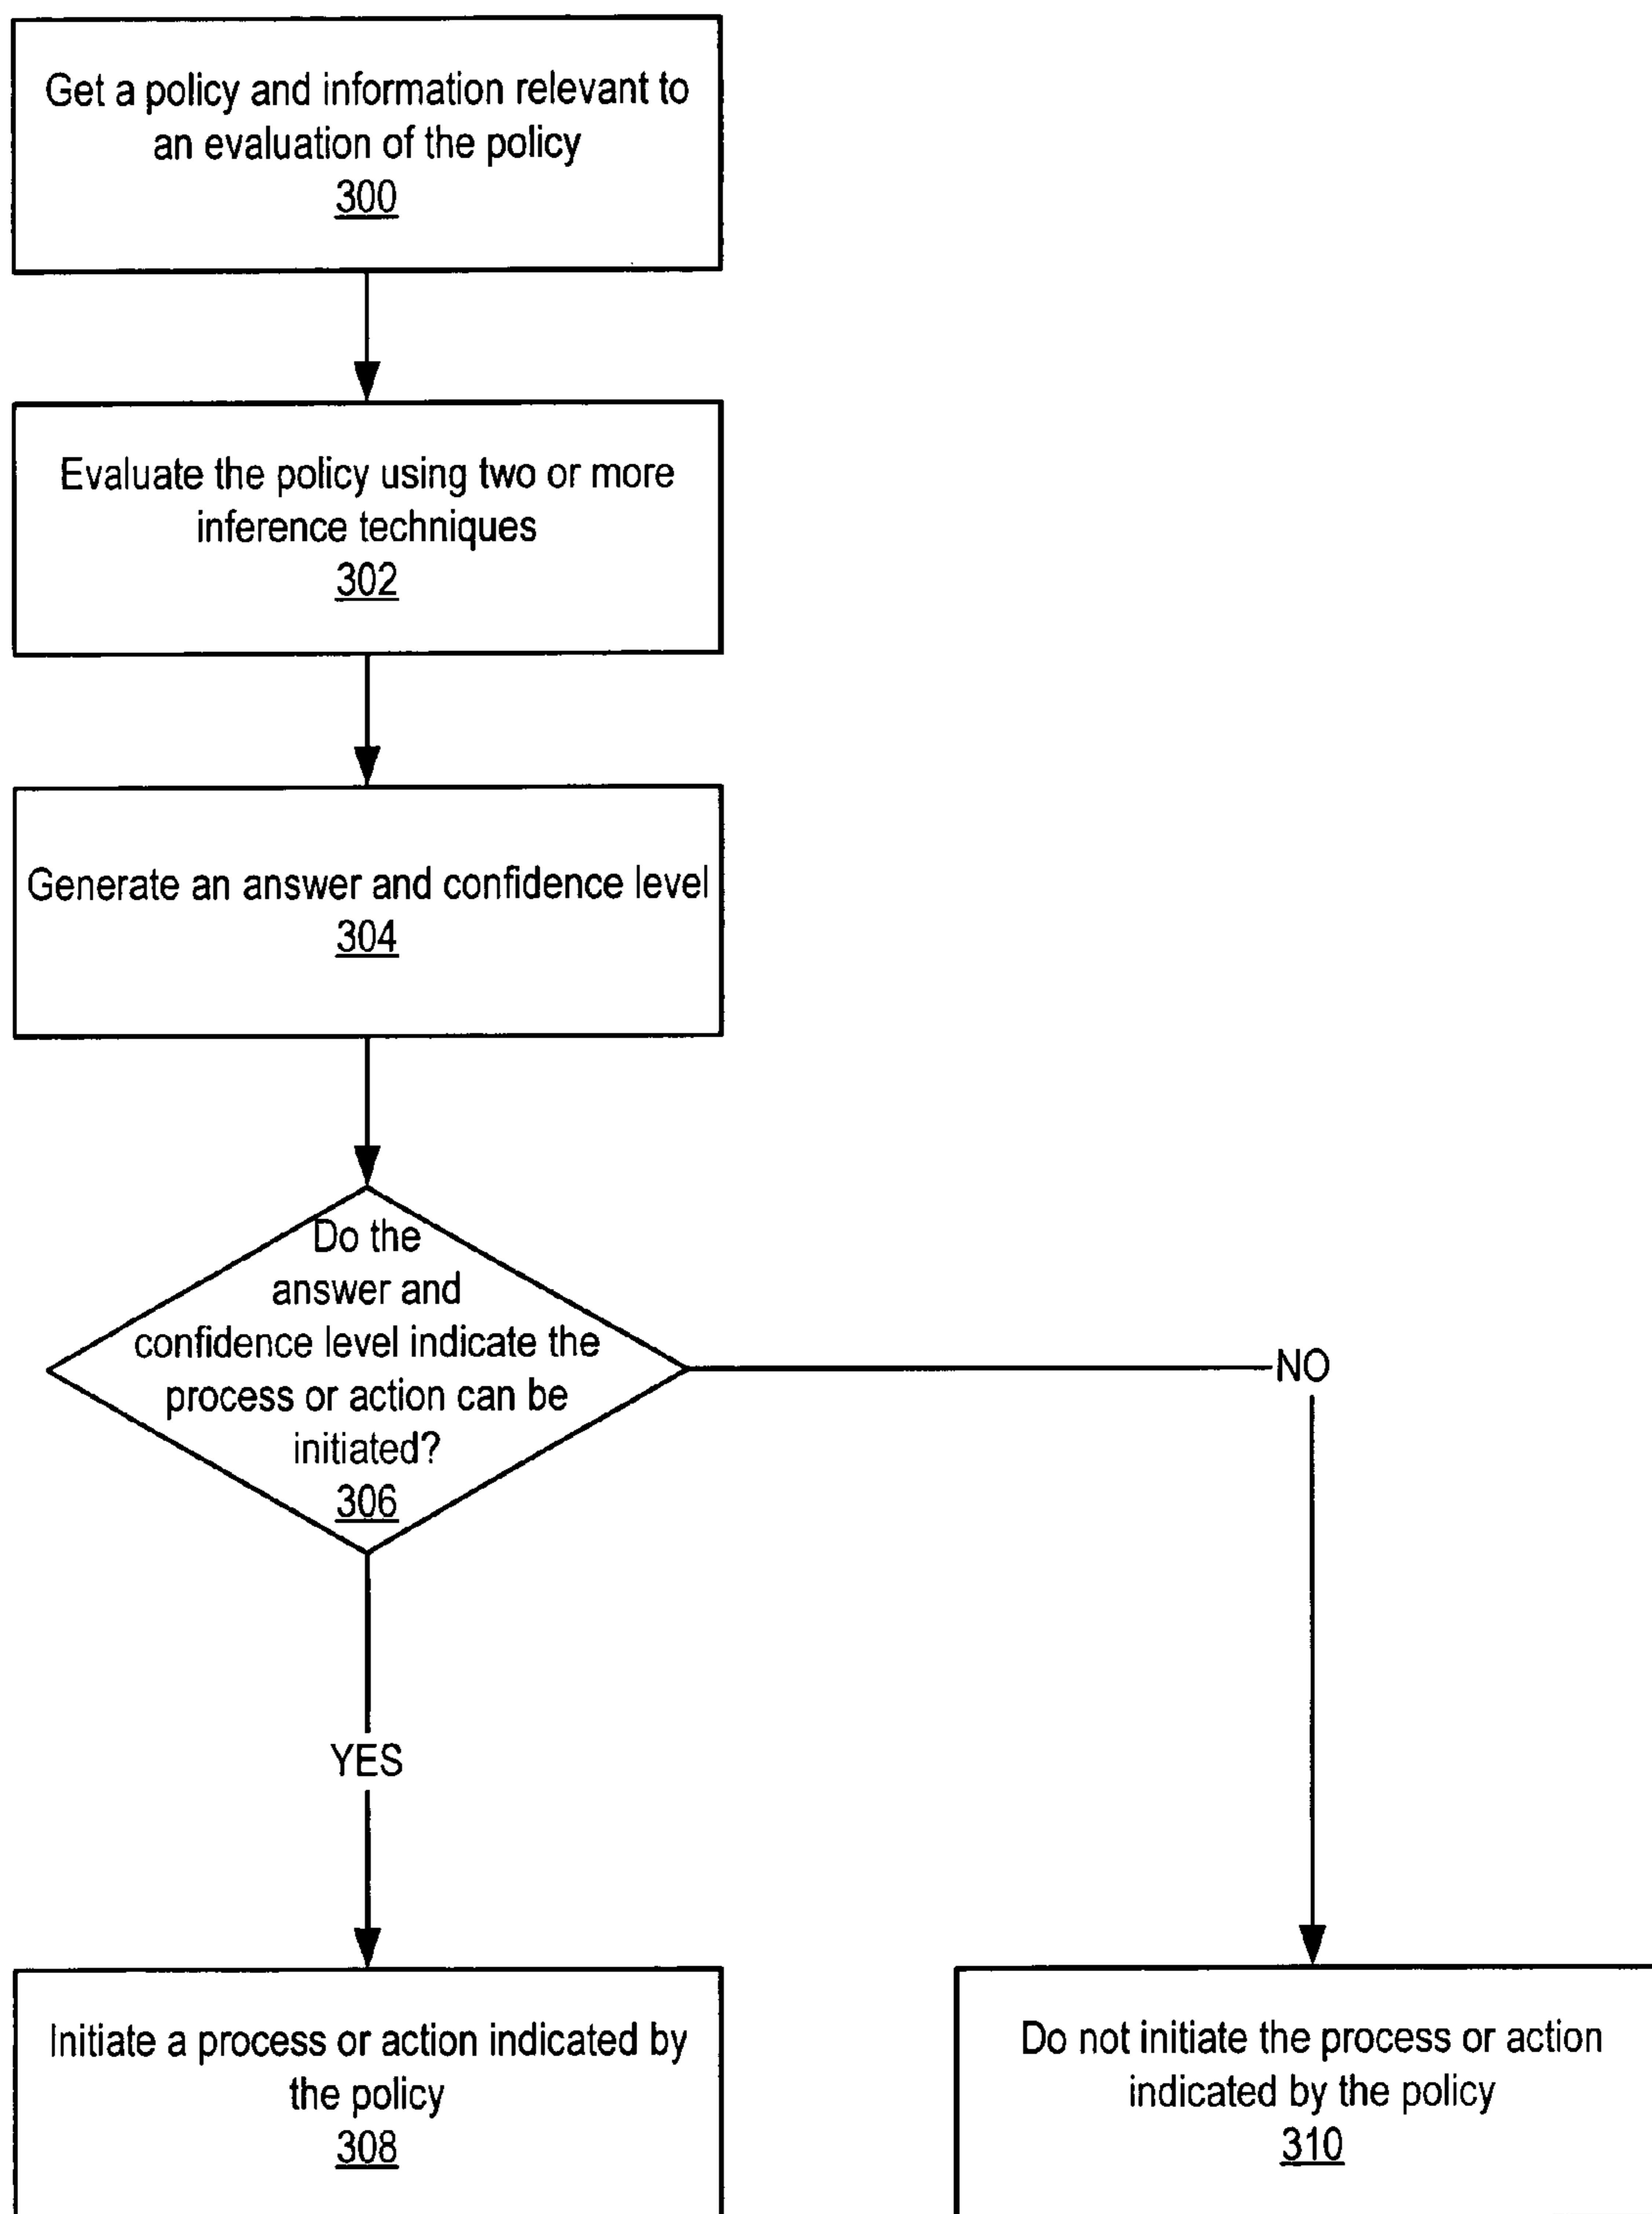 Get a policy and information relevant to
an evaluation of the policy
300
Evaluate the policy using two or more
inference techniques
302
Generate an answer and confidence level
304
Do the
answer and
confidence level indicate the
process or action can be
initiated?
306
NO
YES
Initiate a process or action indicated by
the policy
308
Do not initiate the process or action
indicated by the policy
310